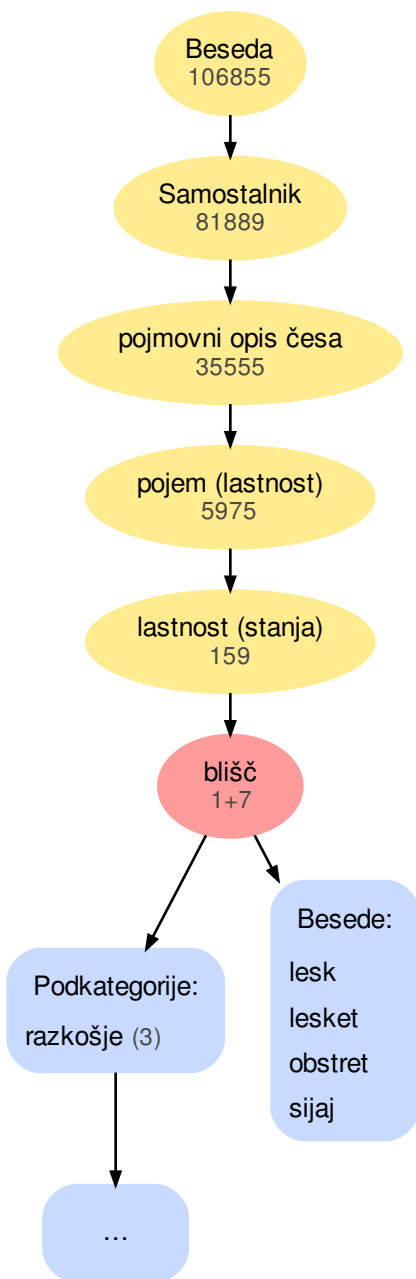 Beseda
106855
Samostalnik
81889
pojmovni opis česa
35555
pojem (lastnost)
5975
lastnost (stanja)
159
blišč
1+7
Podkategorije:
razkošje (3)
...
Besede:
lesk
lesket
obstret
sijaj